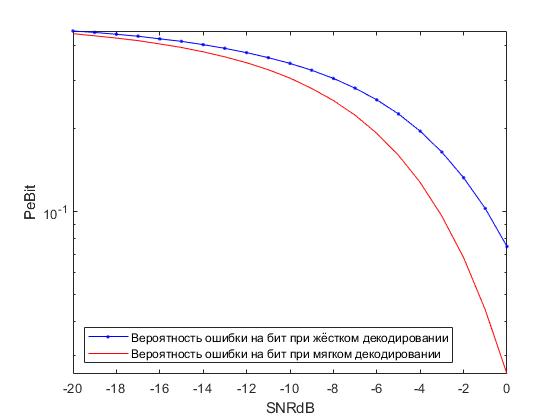 PeBit
10-1
Вероятность ошибки на бит при жёстком декодировании
Вероятность ошибки на бит при мягком декодировании
-20 -18 -16 -14 -12 -10 -8 -6 -4 -2 0
SNRdB